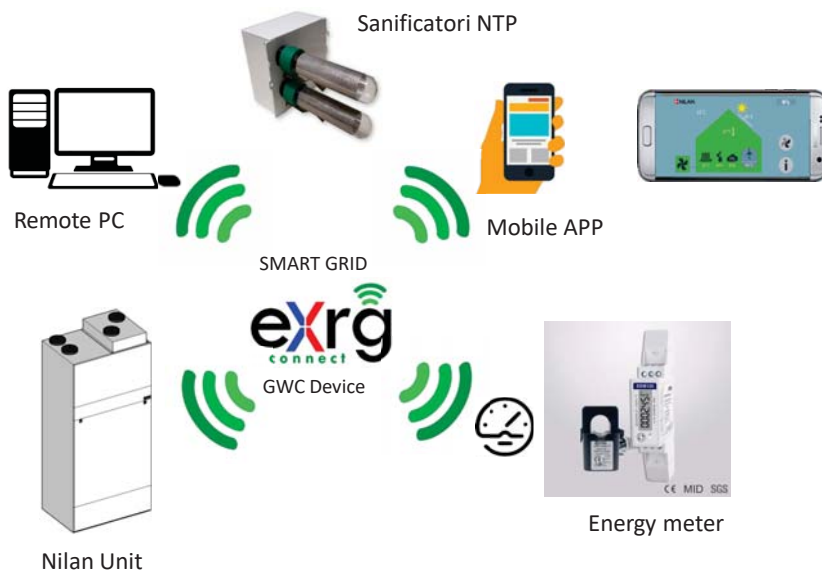 Sanificatori NTP
NILAN
Remote PC
Mobile APP
SMART GRID
eXrg
connect
GWC Device
CE MID SGS
Energy meter
Nilan Unit